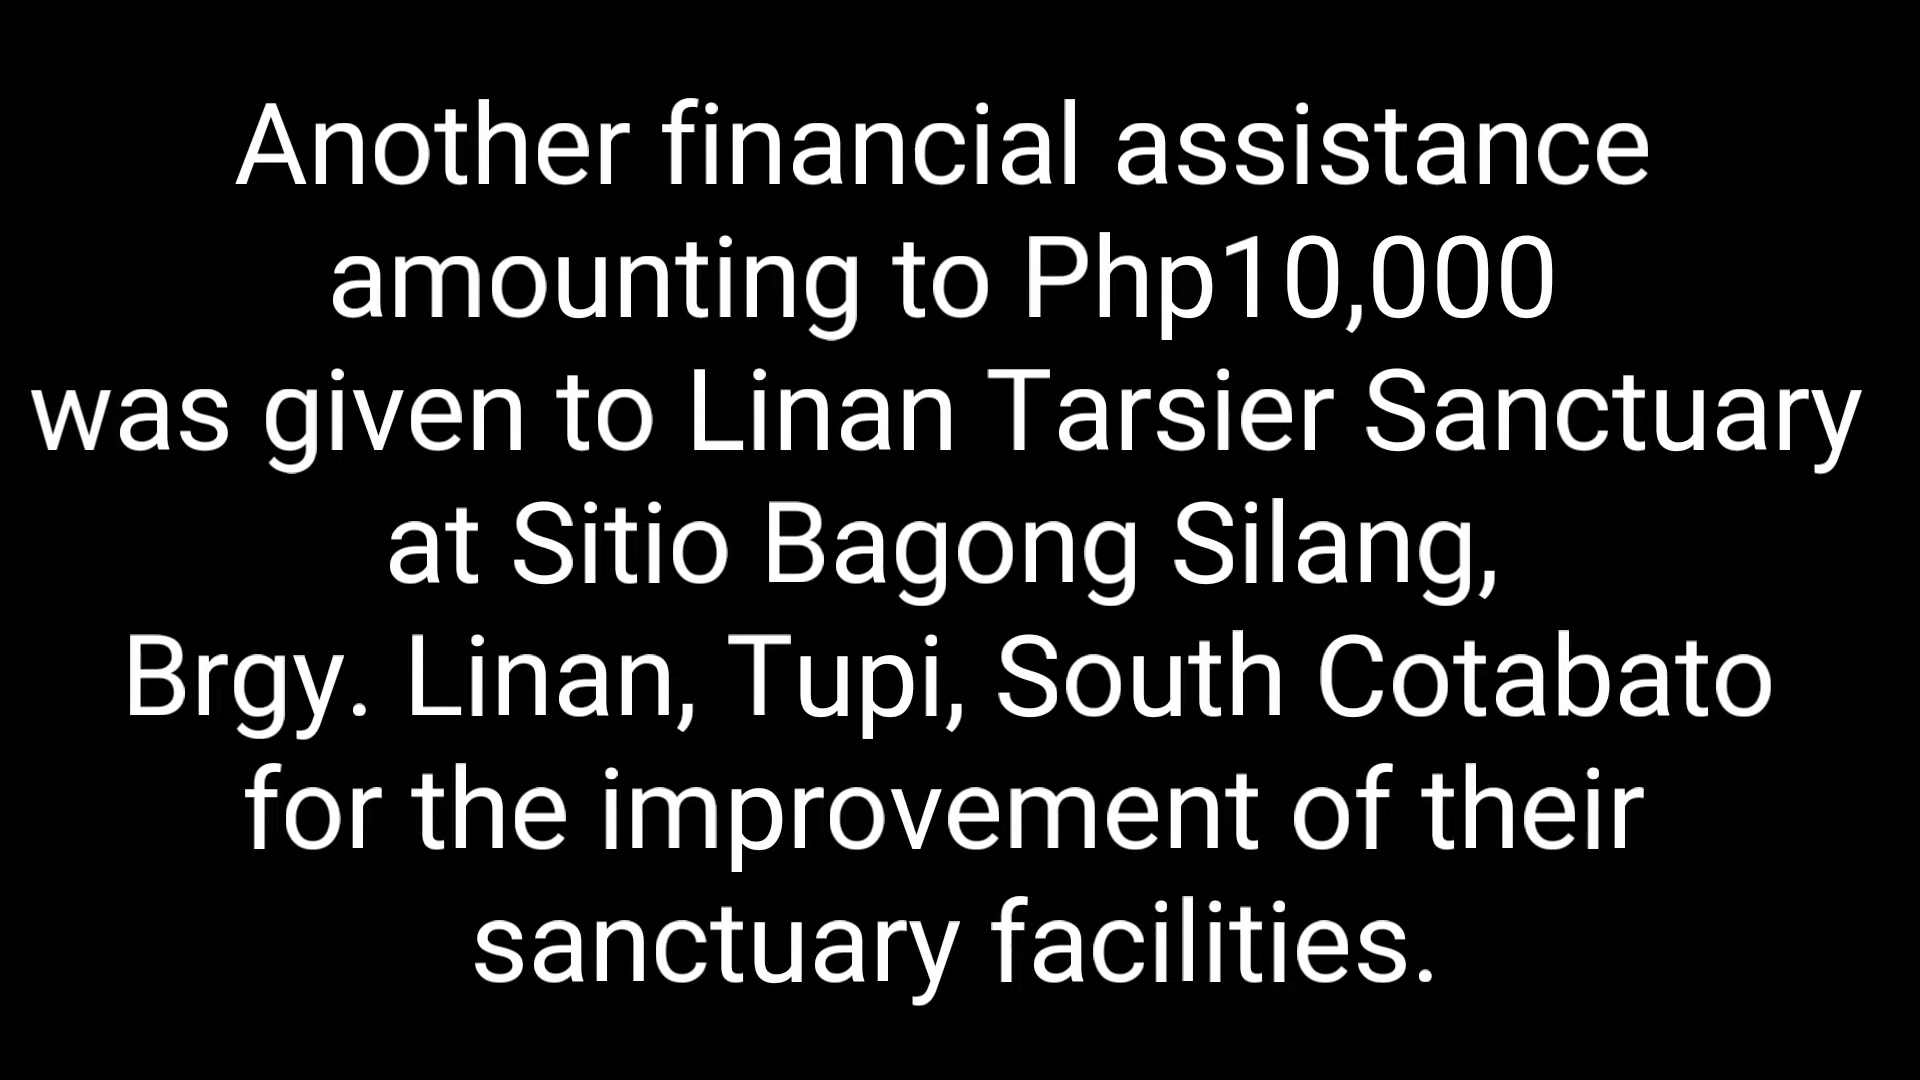 Another financial assistance
amounting to Php10,000
was given to Linan Tarsier Sanctuary
at Sitio Bagong Silang,
Brgy. Linan, Tupi, South Cotabato
for the improvement of their
sanctuary facilities.